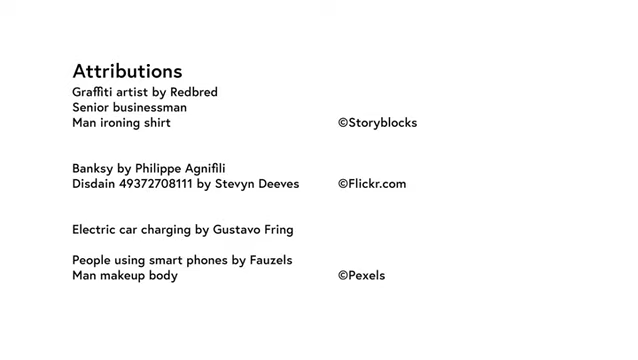 Attributions
Graffiti artist by Redbred
Senior businessman
Man ironing shirt ©Storyblocks
Banksy by Philippe Agnifili
Disdain 49372708111 by Stevyn Deeves ©Flickr.com
Electric car charging by Gustavo Fring
People using smart phones by Fauzels
Man makeup body ©Pexels